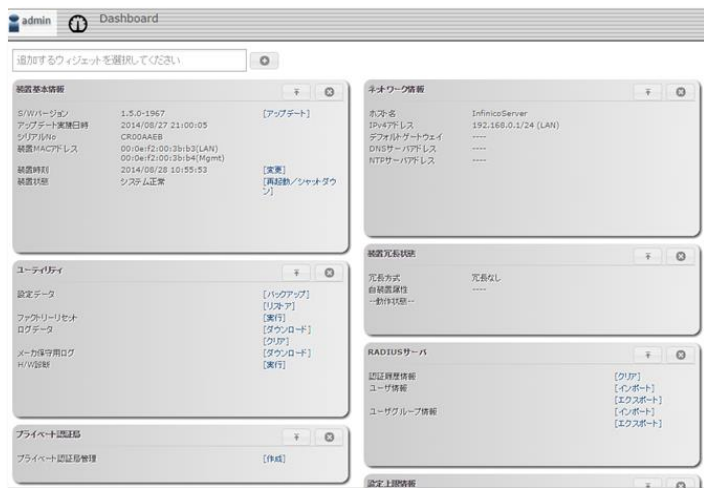 admin
Dashboard
追加するウィジェットを選択してください
装置基本情報
S/Wバージョン 1.5.0-1967 [アップデート]
アップデート実施日時 2014/08/27 21:00:05
シリアルNo CR00AAEB
装置MACアドレス 00:0e:f2:00:3b:b3(LAN)
00:0e:f2:00:3b:b4(Mgmt)
装置時刻 2014/08/28 10:55:53 [変更]
装置状態 システム正常 [再起動/シャットダウ
ン]
ユーティリティ
設定データ [バックアップ]
[リストア]
ファクトリーリセット [実行]
ログデータ [ダウンロード]
[クリア]
メーカ保守用ログ [ダウンロード]
H/W診断 [実行]
プライベート認証局
プライベート認証局管理 [作成]
ネットワーク情報
ホスト名 InfinicoServer
IPv4アドレス 192.168.0.1/24 (LAN)
デフォルトゲートウェイ ----
DNSサーバアドレス ----
NTPサーバアドレス ----
装置冗長状態
冗長方式 冗長なし
自装置属性 ----
--動作状態--
RADIUSサーバ
認証履歴情報 [クリア]
ユーザ情報 [インポート]
[エクスポート]
ユーザグループ情報 [インポート]
[エクスポート]
設定上限情報